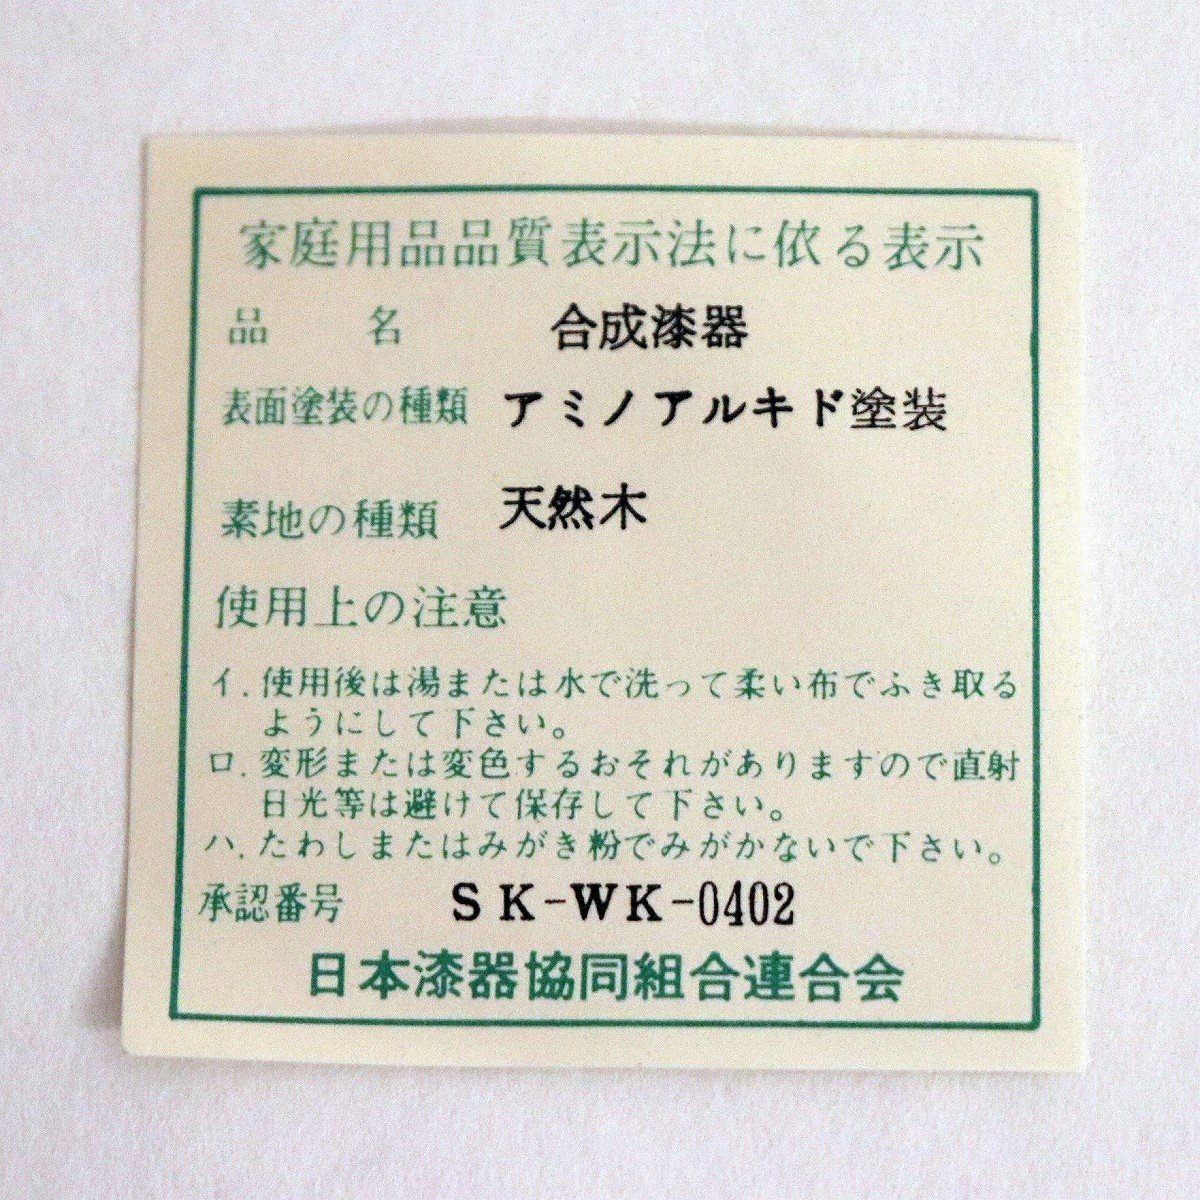 家庭用品品質表示法に依る表示
品　名　合成漆器
表面塗装の種類　アミノアルキド塗装
素地の種類　天然木
使用上の注意
イ.使用後は湯または水で洗って柔い布でふき取る
ようにして下さい。
ロ.変形または変色するおそれがありますので直射
日光等は避けて保存して下さい。
ハ.たわしまたはみがき粉でみがかないで下さい。
承認番号　SK-WK-0402
日本漆器協同組合連合会